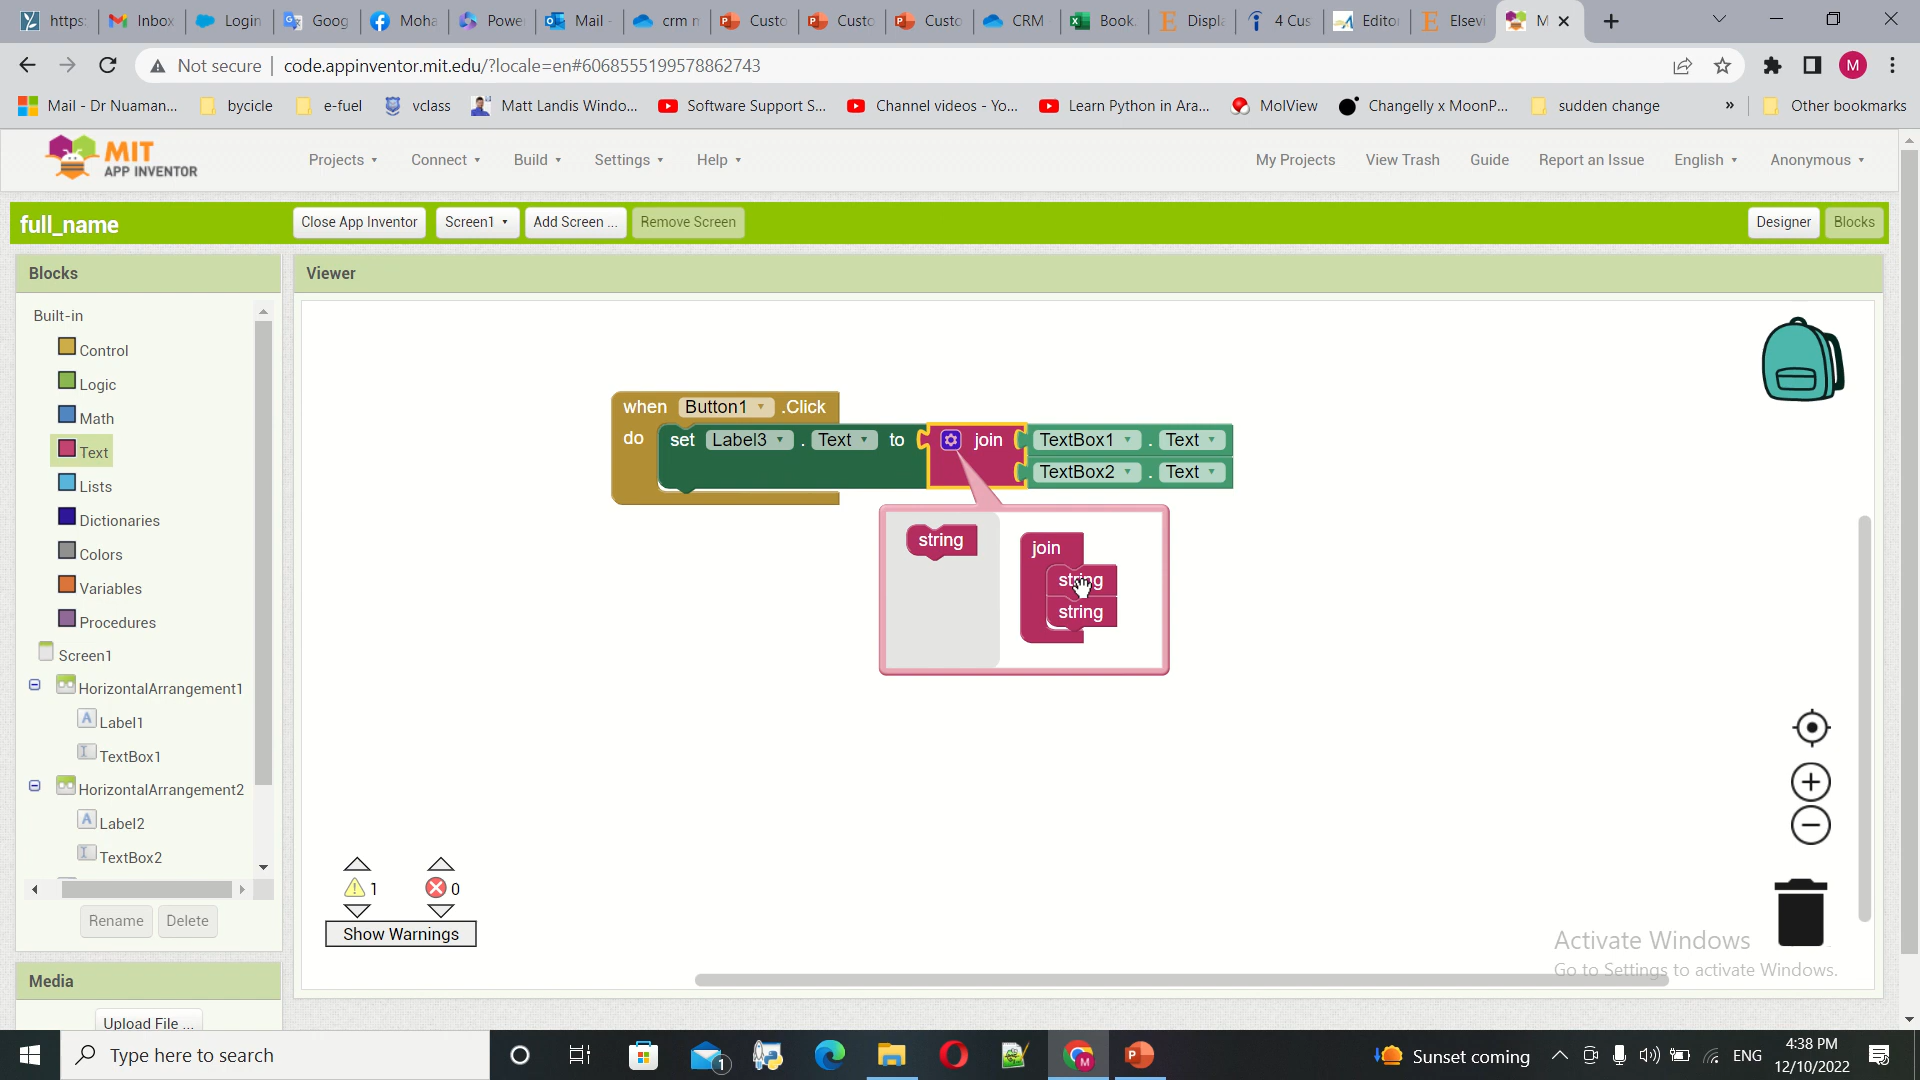 https: Inbox Login Goog Moha Powe Mail - crm n Custo Custo Custo CRM Book. Displa 4 Cus Edito Elsevi M
Not secure | code.appinventor.mit.edu/?locale=en#6068555199578862743 M
Mail - Dr Nuaman... bycicle e-fuel vclass Matt Landis Windo... Software Support S... Channel videos - Yo... Learn Python in Ara... MolView Changelly x MoonP... sudden change » Other bookmarks
MIT
APP INVENTOR
Projects Connect Build Settings Help My Projects View Trash Guide Report an Issue English Anonymous
full_name Close App Inventor Screen1 Add Screen ... Remove Screen Designer Blocks
Blocks
Viewer
Built-in
Control
Logic
Math
Text
Lists
Dictionaries
Colors
Variables
Procedures
Screen1
HorizontalArrangement1
Label1
TextBox1
HorizontalArrangement2
Label2
TextBox2
Rename Delete
Media
Upload File ...
when Button1 .Click
do set Label3 . Text to join TextBox1 . Text
TextBox2 . Text
string
join
string
string
1 0
Show Warnings
Activate Windows
Go to Settings to activate Windows.
Type here to search
1
Sunset coming ENG 4:38 PM
12/10/2022